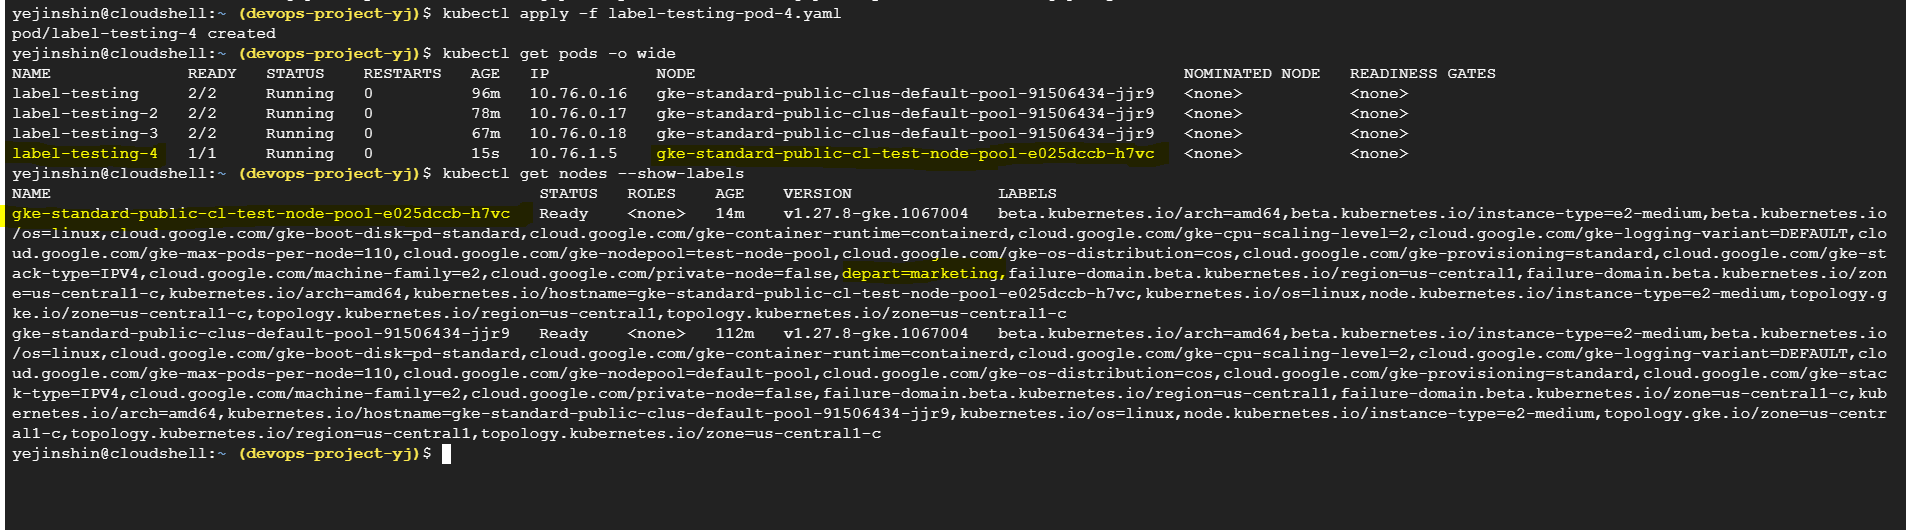 yejinshin@cloudshell:~ (devops-project-yj)$ kubectl apply -f label-testing-pod-4.yaml
pod/label-testing-4 created
yejinshin@cloudshell:~ (devops-project-yj)$ kubectl get pods -o wide
NAME READY STATUS RESTARTS AGE IP NODE NOMINATED NODE READINESS GATES
label-testing 2/2 Running 0 96m 10.76.0.16 gke-standard-public-clus-default-pool-91506434-jjr9 <none> <none>
label-testing-2 2/2 Running 0 78m 10.76.0.17 gke-standard-public-clus-default-pool-91506434-jjr9 <none> <none>
label-testing-3 2/2 Running 0 67m 10.76.0.18 gke-standard-public-clus-default-pool-91506434-jjr9 <none> <none>
label-testing-4 1/1 Running 0 15s 10.76.1.5 gke-standard-public-cl-test-node-pool-e025dccb-h7vc <none> <none>
yejinshin@cloudshell:~ (devops-project-yj)$ kubectl get nodes --show-labels
NAME STATUS ROLES AGE VERSION LABELS
gke-standard-public-cl-test-node-pool-e025dccb-h7vc Ready <none> 14m v1.27.8-gke.1067004 beta.kubernetes.io/arch=amd64,beta.kubernetes.io/instance-type=e2-medium,beta.kubernetes.io
/os=linux,cloud.google.com/gke-boot-disk=pd-standard,cloud.google.com/gke-container-runtime=containerd,cloud.google.com/gke-cpu-scaling-level=2,cloud.google.com/gke-logging-variant=DEFAULT,clo
ud.google.com/gke-max-pods-per-node=110,cloud.google.com/gke-nodepool=test-node-pool,cloud.google.com/gke-os-distribution=cos,cloud.google.com/gke-provisioning=standard,cloud.google.com/gke-st
ack-type=IPV4,cloud.google.com/machine-family=e2,cloud.google.com/private-node=false,depart=marketing,failure-domain.beta.kubernetes.io/region=us-central1,failure-domain.beta.kubernetes.io/zon
e=us-central1-c,kubernetes.io/arch=amd64,kubernetes.io/hostname=gke-standard-public-cl-test-node-pool-e025dccb-h7vc,kubernetes.io/os=linux,node.kubernetes.io/instance-type=e2-medium,topology.g
ke.io/zone=us-central1-c,topology.kubernetes.io/region=us-central1,topology.kubernetes.io/zone=us-central1-c
gke-standard-public-clus-default-pool-91506434-jjr9 Ready <none> 112m v1.27.8-gke.1067004 beta.kubernetes.io/arch=amd64,beta.kubernetes.io/instance-type=e2-medium,beta.kubernetes.io
/os=linux,cloud.google.com/gke-boot-disk=pd-standard,cloud.google.com/gke-container-runtime=containerd,cloud.google.com/gke-cpu-scaling-level=2,cloud.google.com/gke-logging-variant=DEFAULT,clo
ud.google.com/gke-max-pods-per-node=110,cloud.google.com/gke-nodepool=default-pool,cloud.google.com/gke-os-distribution=cos,cloud.google.com/gke-provisioning=standard,cloud.google.com/gke-stac
k-type=IPV4,cloud.google.com/machine-family=e2,cloud.google.com/private-node=false,failure-domain.beta.kubernetes.io/region=us-central1,failure-domain.beta.kubernetes.io/zone=us-central1-c,kub
ernetes.io/arch=amd64,kubernetes.io/hostname=gke-standard-public-clus-default-pool-91506434-jjr9,kubernetes.io/os=linux,node.kubernetes.io/instance-type=e2-medium,topology.gke.io/zone=us-centr
al1-c,topology.kubernetes.io/region=us-central1,topology.kubernetes.io/zone=us-central1-c
yejinshin@cloudshell:~ (devops-project-yj)$